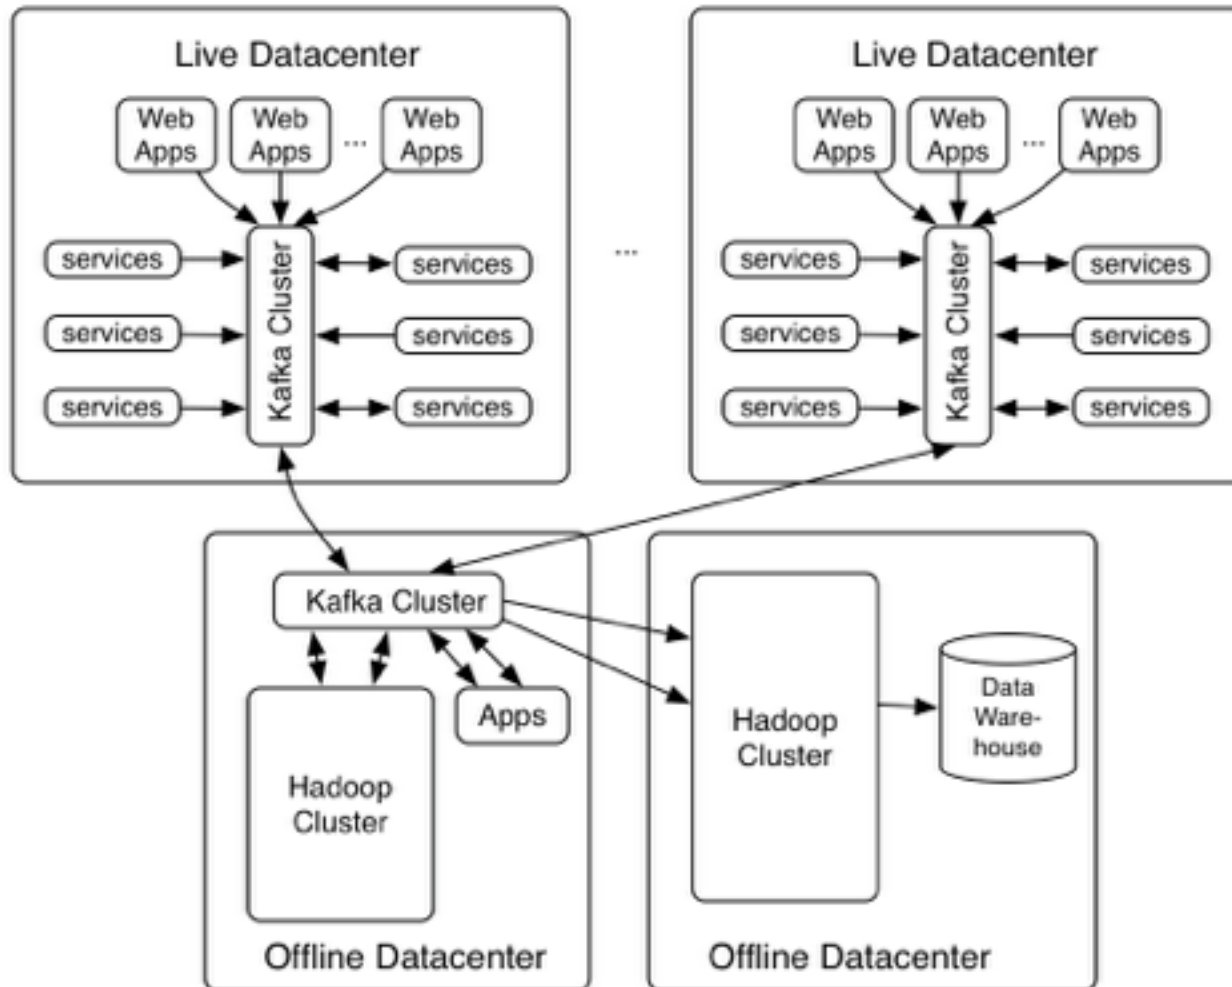 Live Datacenter
Web
Apps
Web
Apps
...
Web
Apps
services
services
services
Kafka Cluster
services
services
services
...
Live Datacenter
Web
Apps
Web
Apps
...
Web
Apps
services
services
services
Kafka Cluster
services
services
services
Kafka Cluster
Apps
Hadoop
Cluster
Offline Datacenter
Hadoop
Cluster
Data
Ware-
house
Offline Datacenter